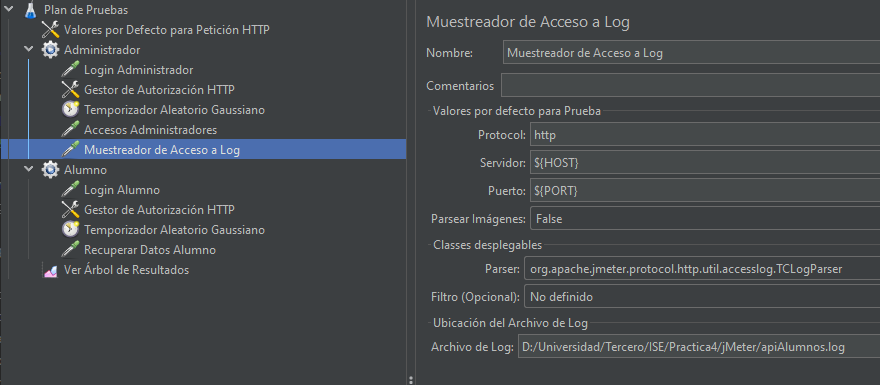 Plan de Pruebas
Valores por Defecto para Petición HTTP
Administrador
Login Administrador
Gestor de Autorización HTTP
Temporizador Aleatorio Gaussiano
Accesos Administradores
Muestreador de Acceso a Log
Alumno
Login Alumno
Gestor de Autorización HTTP
Temporizador Aleatorio Gaussiano
Recuperar Datos Alumno
Ver Árbol de Resultados
Muestreador de Acceso a Log
Nombre: Muestreador de Acceso a Log
Comentarios
Valores por defecto para Prueba
Protocol: http
Servidor: ${HOST}
Puerto: ${PORT}
Parsear Imágenes: False
Classes desplegables
Parser: org.apache.jmeter.protocol.http.util.accesslog.TCLogParser
Filtro (Opcional): No definido
Ubicación del Archivo de Log
Archivo de Log: D:/Universidad/Tercero/ISE/Practica4/jMeter/apiAlumnos.log